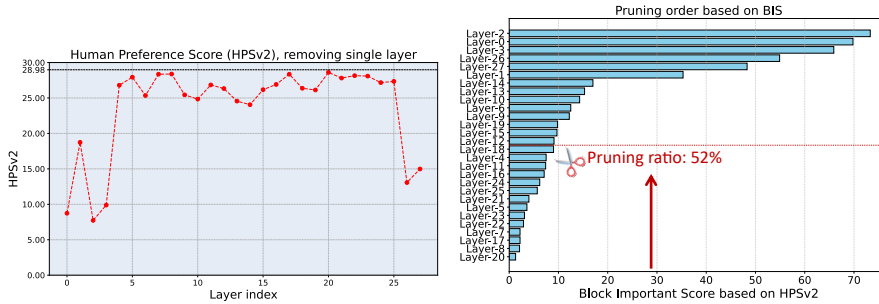 Human Preference Score (HPSv2), removing single layer
30.00
28.98
25.00
20.00
15.00
10.00
5.00
0.00
HPSv2
0
5
10
15
20
25
Layer index
Pruning order based on BIS
Layer-2
Layer-0
Layer-3
Layer-26
Layer-27
Layer-1
Layer-14
Layer-13
Layer-10
Layer-6
Layer-9
Layer-19
Layer-15
Layer-12
Layer-18
Layer-4
Layer-11
Layer-16
Layer-24
Layer-25
Layer-21
Layer-5
Layer-23
Layer-22
Layer-7
Layer-17
Layer-8
Layer-20
Pruning ratio: 52%
0
10
20
30
40
50
60
70
Block Important Score based on HPSv2